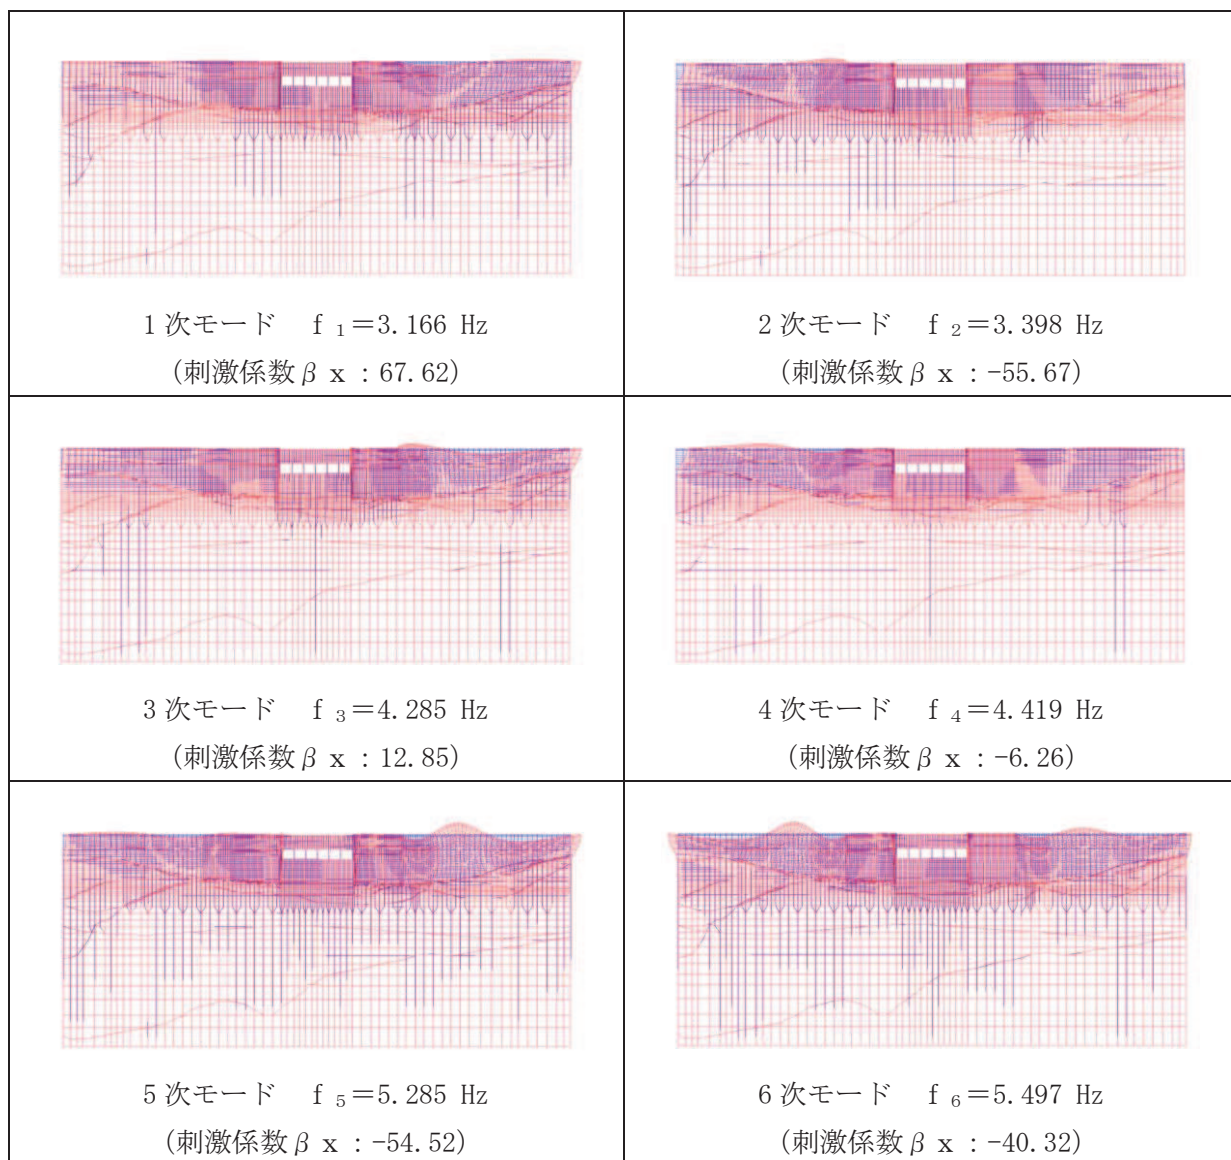 1次モード f 1＝3.166 Hz
(刺激係数β x：67.62)
2次モード f 2＝3.398 Hz
(刺激係数β x：-55.67)
3次モード f 3＝4.285 Hz
(刺激係数β x：12.85)
4次モード f 4＝4.419 Hz
(刺激係数β x：-6.26)
5次モード f 5＝5.285 Hz
(刺激係数β x：-54.52)
6次モード f 6＝5.497 Hz
(刺激係数β x：-40.32)